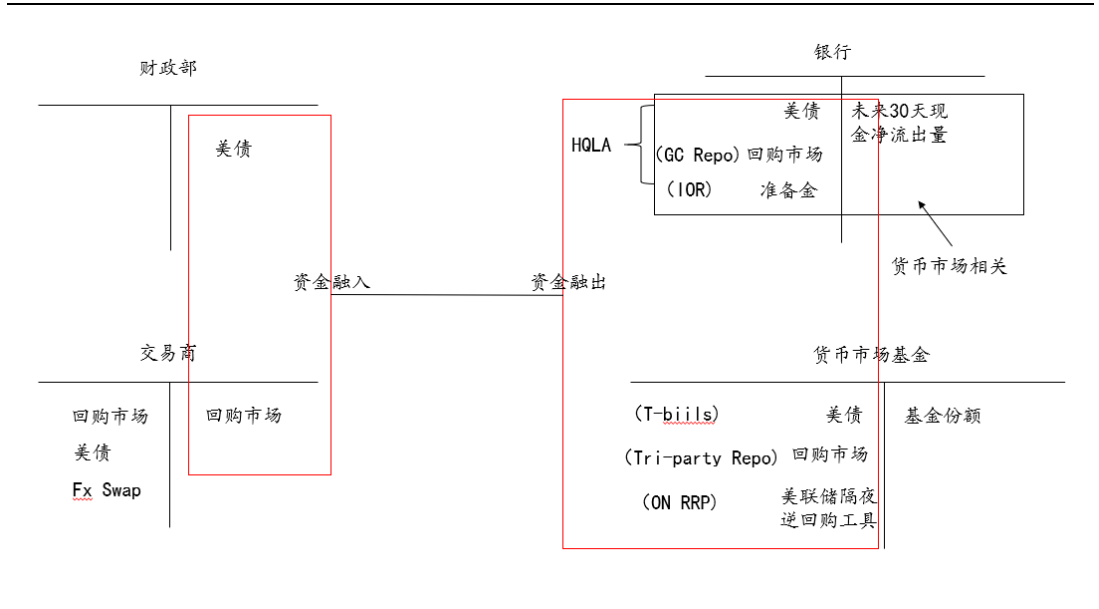 财政部
美债
银行
HQLA
美债
未来30天现
金净流出量
(GC Repo) 回购市场
(IOR) 准备金
货币市场相关
资金融入
资金融出
交易商
回购市场
回购市场
美债
Fx Swap
货币市场基金
(T-biils) 美债
基金份额
(Tri-party Repo) 回购市场
(ON RRP)
美联储隔夜
逆回购工具